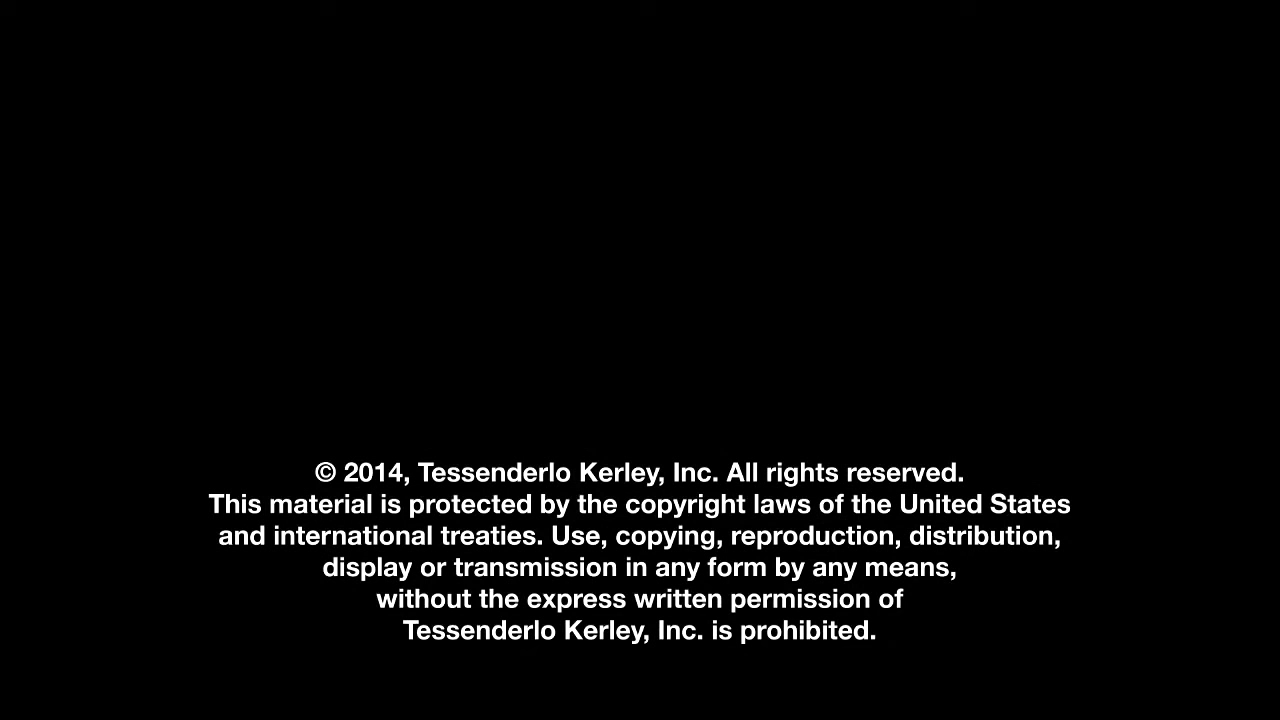 © 2014, Tessenderlo Kerley, Inc. All rights reserved.
This material is protected by the copyright laws of the United States
and international treaties. Use, copying, reproduction, distribution,
display or transmission in any form by any means,
without the express written permission of
Tessenderlo Kerley, Inc. is prohibited.